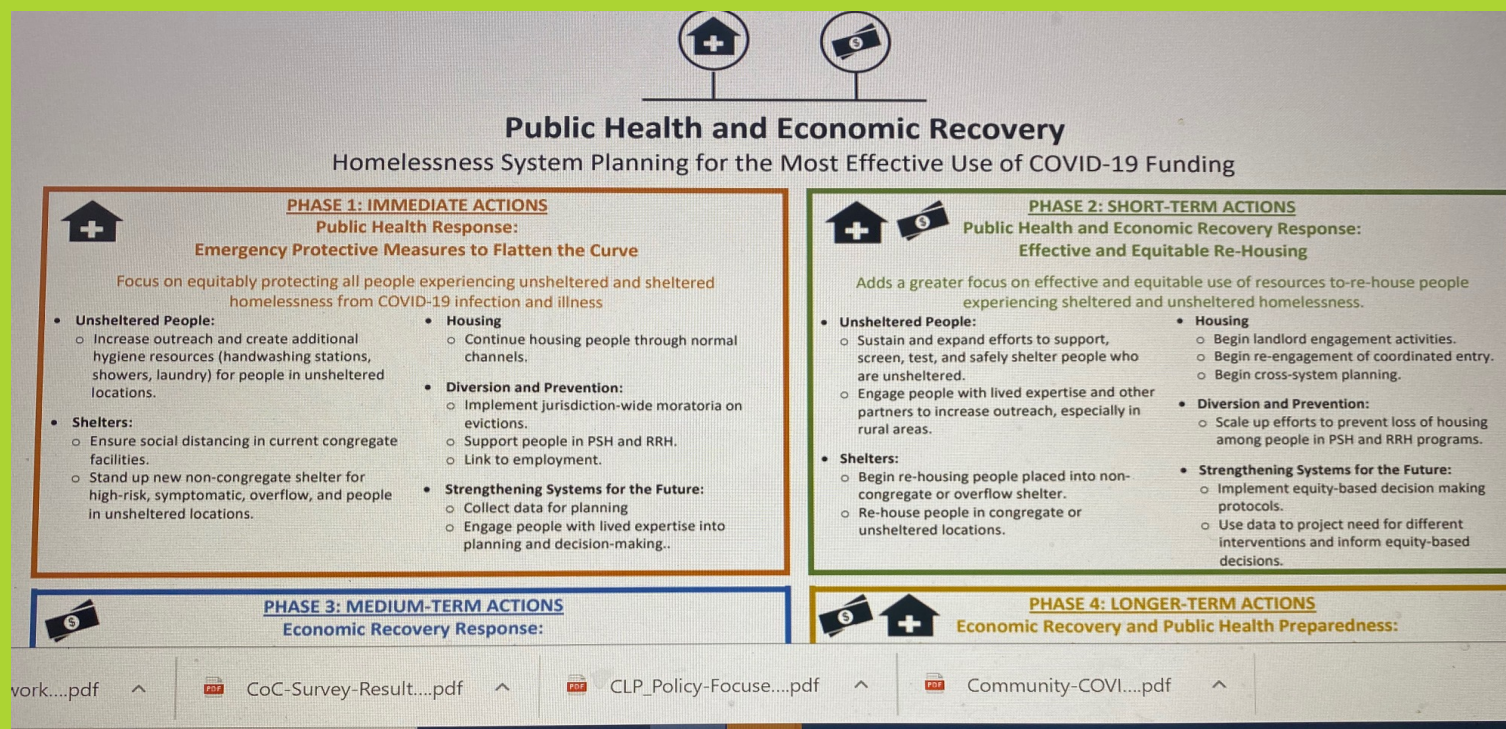 Public Health and Economic Recovery
Homelessness System Planning for the Most Effective Use of COVID-19 Funding
PHASE 1: IMMEDIATE ACTIONS
Public Health Response:
Emergency Protective Measures to Flatten the Curve
Focus on equitably protecting all people experiencing unsheltered and sheltered
homelessness from COVID-19 infection and illness
• Unsheltered People:
o Increase outreach and create additional
hygiene resources (handwashing stations,
showers, laundry) for people in unsheltered
locations.
• Shelters:
o Ensure social distancing in current congregate
facilities.
o Stand up new non-congregate shelter for
high-risk, symptomatic, overflow, and people
in unsheltered locations.
• Housing
o Continue housing people through normal
channels.
• Diversion and Prevention:
o Implement jurisdiction-wide moratoria on
evictions.
o Support people in PSH and RRH.
o Link to employment.
• Strengthening Systems for the Future:
o Collect data for planning
o Engage people with lived expertise into
planning and decision-making..
PHASE 2: SHORT-TERM ACTIONS
Public Health and Economic Recovery Response:
Effective and Equitable Re-Housing
Adds a greater focus on effective and equitable use of resources to-re-house people
experiencing sheltered and unsheltered homelessness.
• Unsheltered People:
o Sustain and expand efforts to support,
screen, test, and safely shelter people who
are unsheltered.
o Engage people with lived expertise and other
partners to increase outreach, especially in
rural areas.
• Shelters:
o Begin re-housing people placed into non-
congregate or overflow shelter.
o Re-house people in congregate or
unsheltered locations.
• Housing
o Begin landlord engagement activities.
o Begin re-engagement of coordinated entry.
o Begin cross-system planning.
• Diversion and Prevention:
o Scale up efforts to prevent loss of housing
among people in PSH and RRH programs.
• Strengthening Systems for the Future:
o Implement equity-based decision making
protocols.
o Use data to project need for different
interventions and inform equity-based
decisions.
PHASE 3: MEDIUM-TERM ACTIONS
Economic Recovery Response:
PHASE 4: LONGER-TERM ACTIONS
Economic Recovery and Public Health Preparedness:
work....pdf
PDF CoC-Survey-Result....pdf
PDF CLP_Policy-Focuse....pdf
PDF Community-COVI....pdf